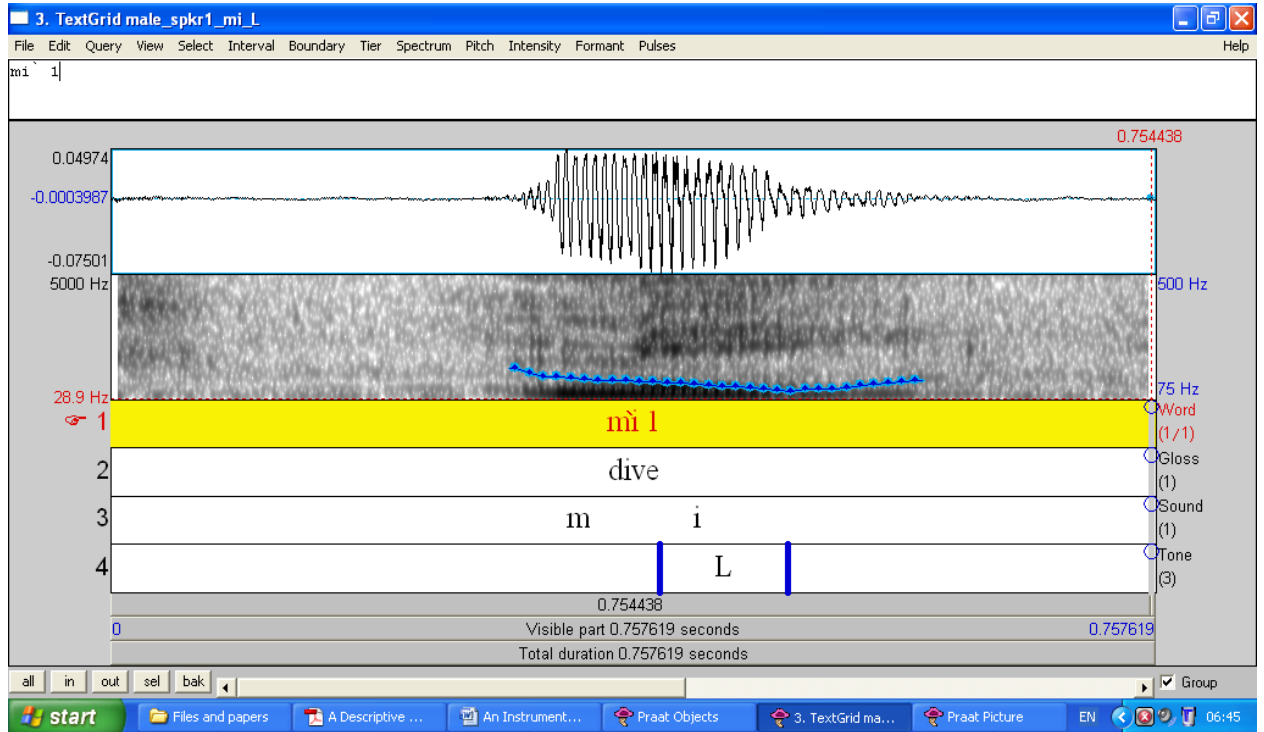 3. TextGrid male_spkr1_mi_L
File Edit Query View Select Interval Boundary Tier Spectrum Pitch Intensity Formant Pulses Help
mi` 1
0.754438
0.04974
-0.0003987
-0.07501
5000 Hz 500 Hz
28.9 Hz 75 Hz
☞ 1 mı̏ı 1 Word
(1/1)
2 dive Gloss
(1)
3 m i Sound
(1)
4 L Tone
(3)
0.754438
0 Visible part 0.757619 seconds 0.757619
Total duration 0.757619 seconds
all in out sel bak Group
start Files and papers A Descriptive ... An Instrument... Praat Objects 3. TextGrid ma... Praat Picture EN 06:45